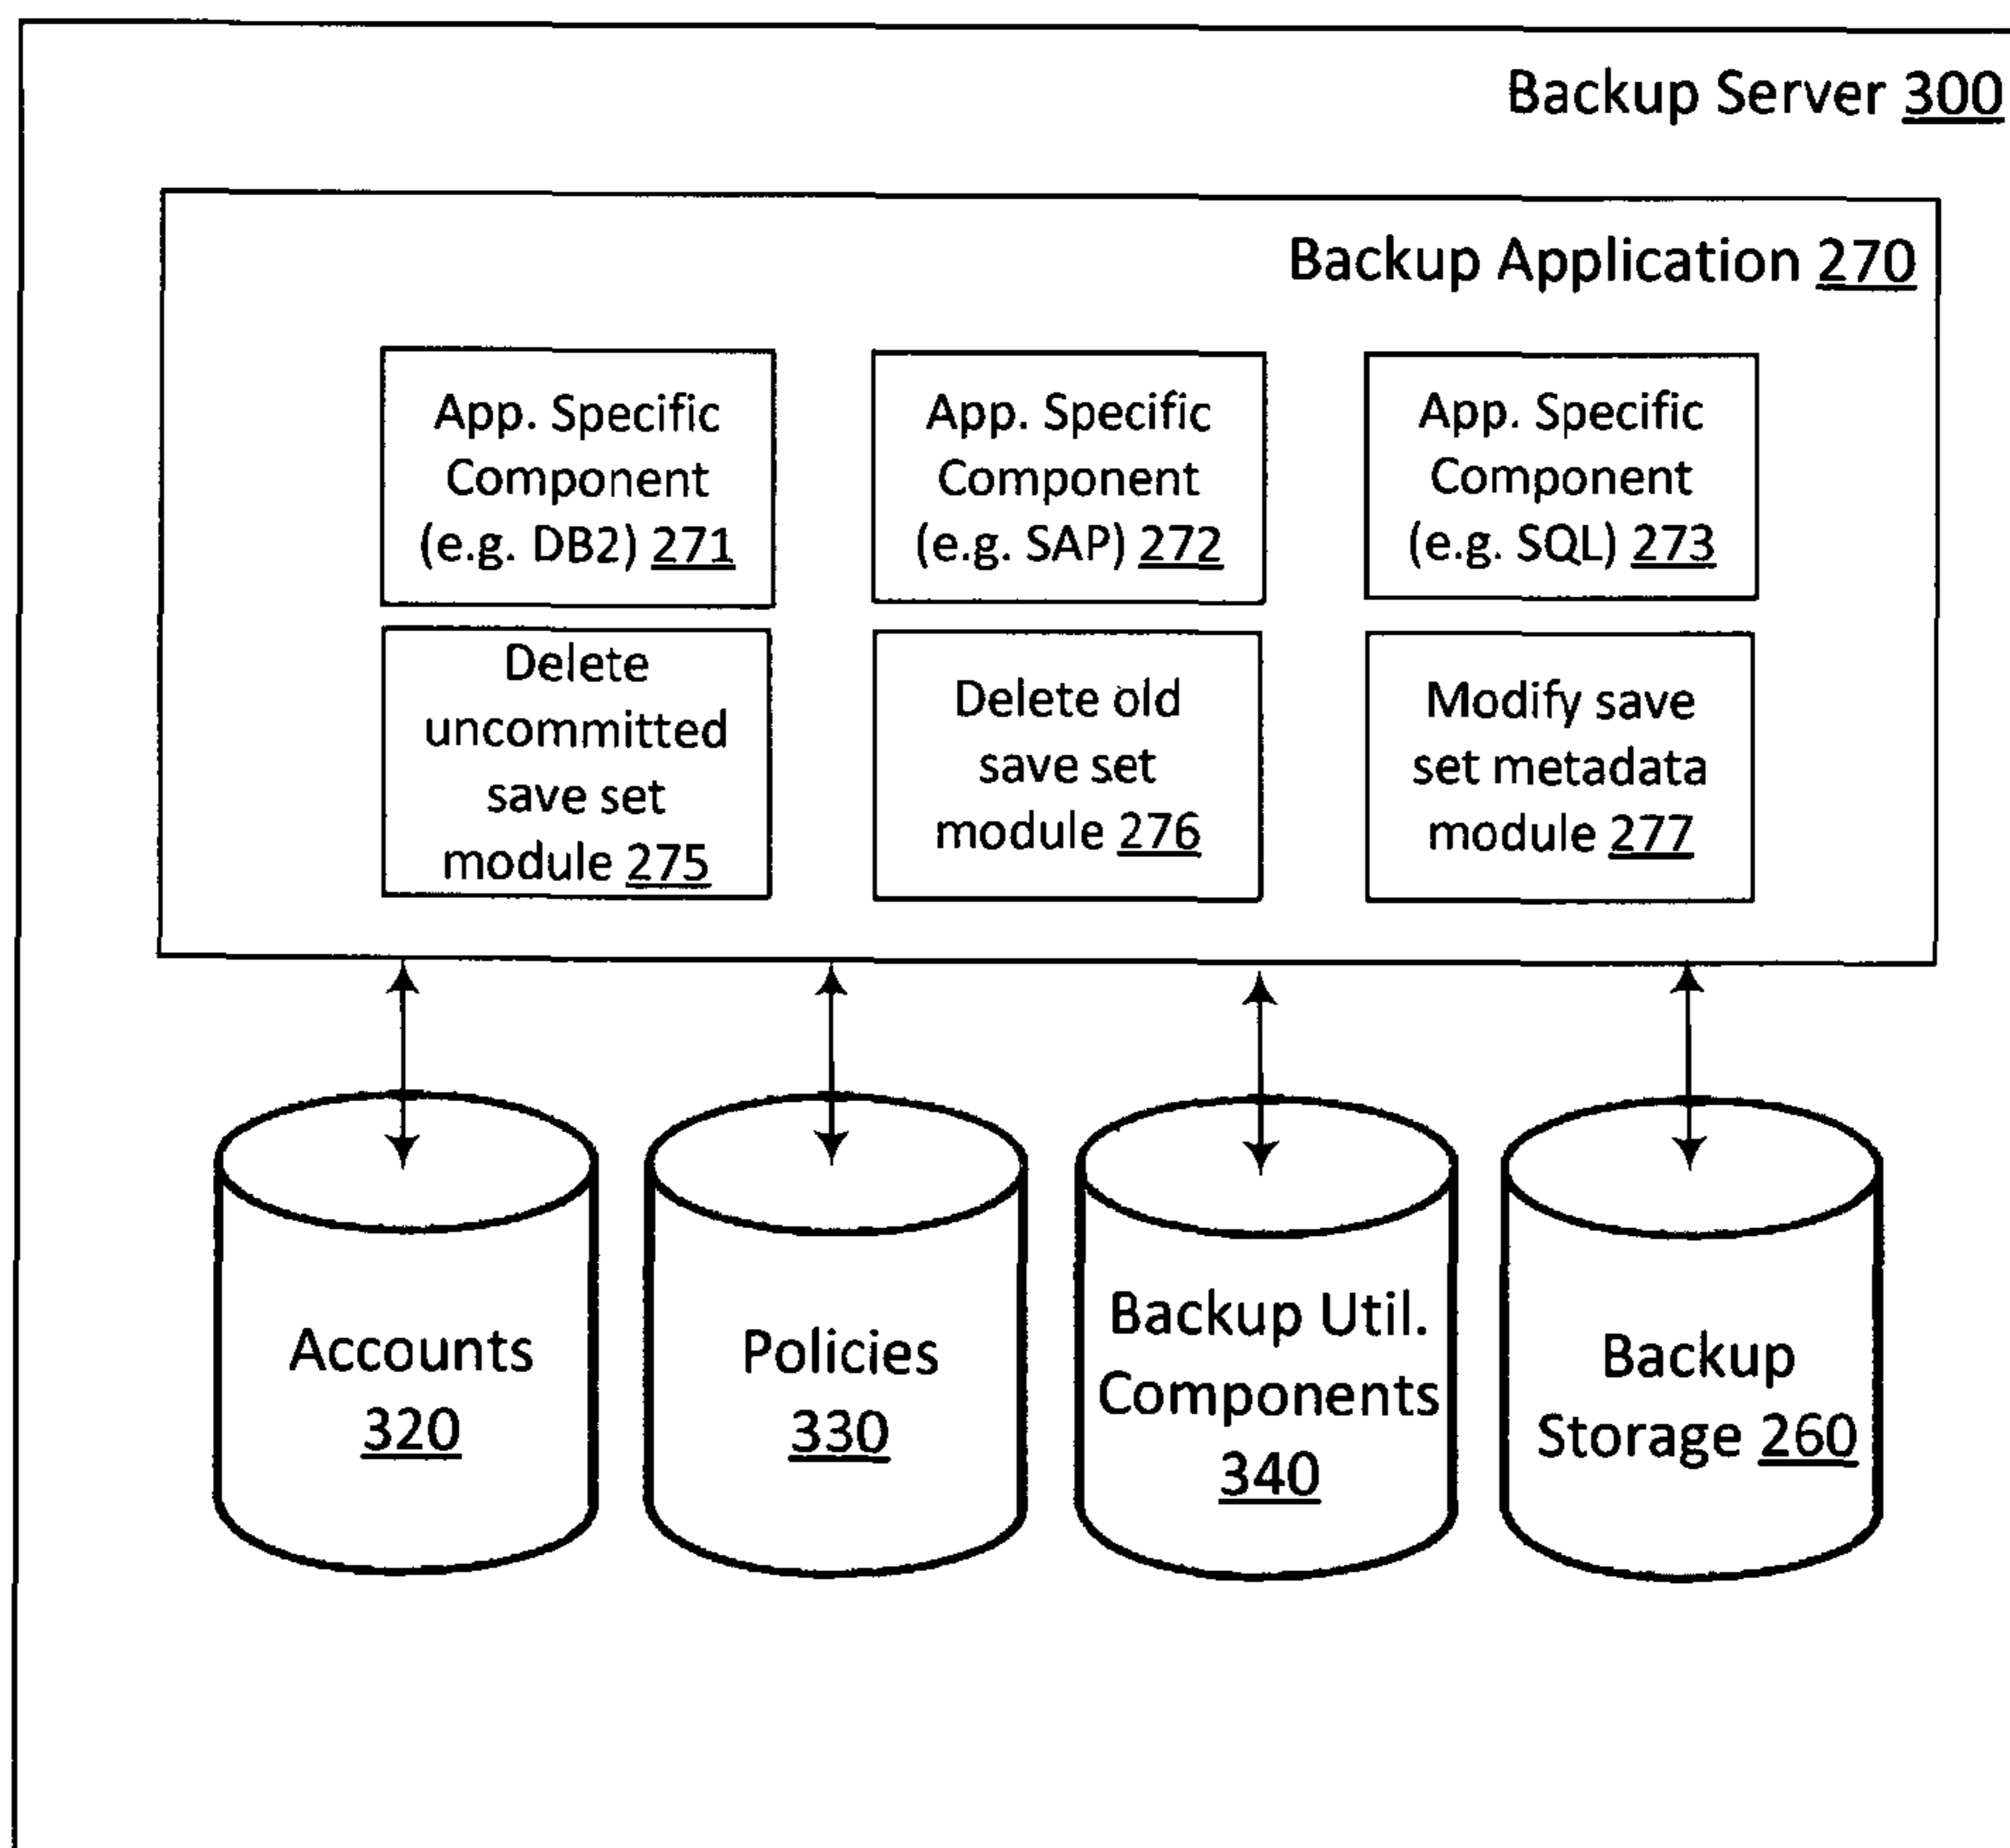 Backup Server 300
Backup Application 270
App. Specific
Component
(e.g. DB2) 271
App. Specific
Component
(e.g. SAP) 272
App. Specific
Component
(e.g. SQL) 273
Delete
uncommitted
save set
module 275
Delete old
save set
module 276
Modify save
set metadata
module 277
Accounts
320
Policies
330
Backup Util.
Components
340
Backup
Storage 260